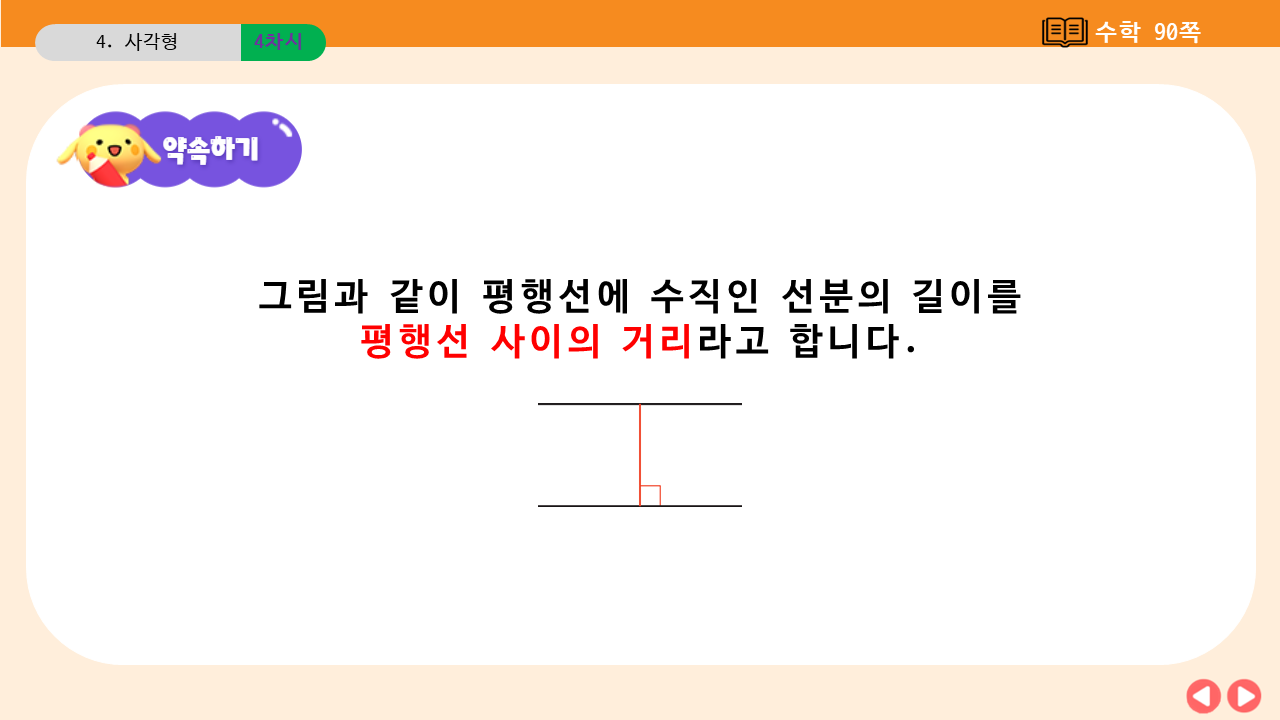 4. 사각형
4차시
수학 90쪽
약속하기
그림과 같이 평행선에 수직인 선분의 길이를
평행선 사이의 거리라고 합니다.